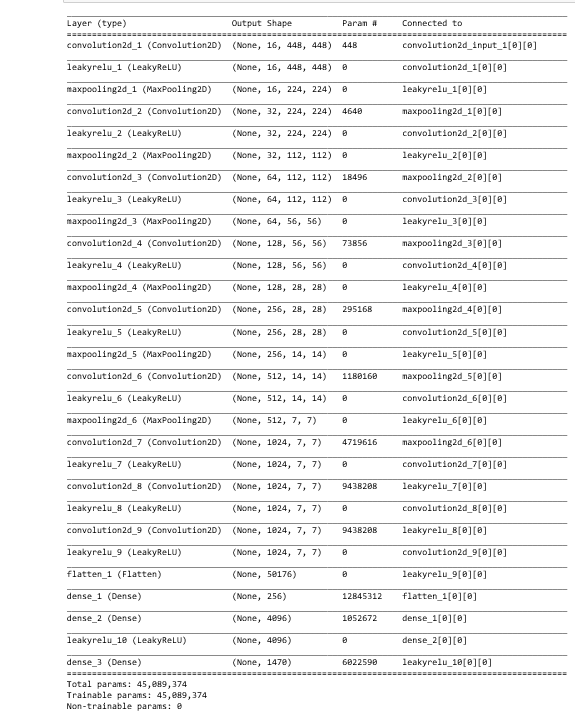 Layer (type) Output Shape Param # Connected to
convolution2d_1 (Convolution2D) (None, 16, 448, 448) 448 convolution2d_input_1[0][0]
leakyrelu_1 (LeakyReLU) (None, 16, 448, 448) 0 convolution2d_1[0][0]
maxpooling2d_1 (MaxPooling2D) (None, 16, 224, 224) 0 leakyrelu_1[0][0]
convolution2d_2 (Convolution2D) (None, 32, 224, 224) 4640 maxpooling2d_1[0][0]
leakyrelu_2 (LeakyReLU) (None, 32, 224, 224) 0 convolution2d_2[0][0]
maxpooling2d_2 (MaxPooling2D) (None, 32, 112, 112) 0 leakyrelu_2[0][0]
convolution2d_3 (Convolution2D) (None, 64, 112, 112) 18496 maxpooling2d_2[0][0]
leakyrelu_3 (LeakyReLU) (None, 64, 112, 112) 0 convolution2d_3[0][0]
maxpooling2d_3 (MaxPooling2D) (None, 64, 56, 56) 0 leakyrelu_3[0][0]
convolution2d_4 (Convolution2D) (None, 128, 56, 56) 73856 maxpooling2d_3[0][0]
leakyrelu_4 (LeakyReLU) (None, 128, 56, 56) 0 convolution2d_4[0][0]
maxpooling2d_4 (MaxPooling2D) (None, 128, 28, 28) 0 leakyrelu_4[0][0]
convolution2d_5 (Convolution2D) (None, 256, 28, 28) 295168 maxpooling2d_4[0][0]
leakyrelu_5 (LeakyReLU) (None, 256, 28, 28) 0 convolution2d_5[0][0]
maxpooling2d_5 (MaxPooling2D) (None, 256, 14, 14) 0 leakyrelu_5[0][0]
convolution2d_6 (Convolution2D) (None, 512, 14, 14) 1180160 maxpooling2d_5[0][0]
leakyrelu_6 (LeakyReLU) (None, 512, 14, 14) 0 convolution2d_6[0][0]
maxpooling2d_6 (MaxPooling2D) (None, 512, 7, 7) 0 leakyrelu_6[0][0]
convolution2d_7 (Convolution2D) (None, 1024, 7, 7) 4719616 maxpooling2d_6[0][0]
leakyrelu_7 (LeakyReLU) (None, 1024, 7, 7) 0 convolution2d_7[0][0]
convolution2d_8 (Convolution2D) (None, 1024, 7, 7) 9438208 leakyrelu_7[0][0]
leakyrelu_8 (LeakyReLU) (None, 1024, 7, 7) 0 convolution2d_8[0][0]
convolution2d_9 (Convolution2D) (None, 1024, 7, 7) 9438208 leakyrelu_8[0][0]
leakyrelu_9 (LeakyReLU) (None, 1024, 7, 7) 0 convolution2d_9[0][0]
flatten_1 (Flatten) (None, 50176) 0 leakyrelu_9[0][0]
dense_1 (Dense) (None, 256) 12845312 flatten_1[0][0]
dense_2 (Dense) (None, 4096) 1052672 dense_1[0][0]
leakyrelu_10 (LeakyReLU) (None, 4096) 0 dense_2[0][0]
dense_3 (Dense) (None, 1470) 6022590 leakyrelu_10[0][0]
Total params: 45,089,374
Trainable params: 45,089,374
Non-trainable params: 0